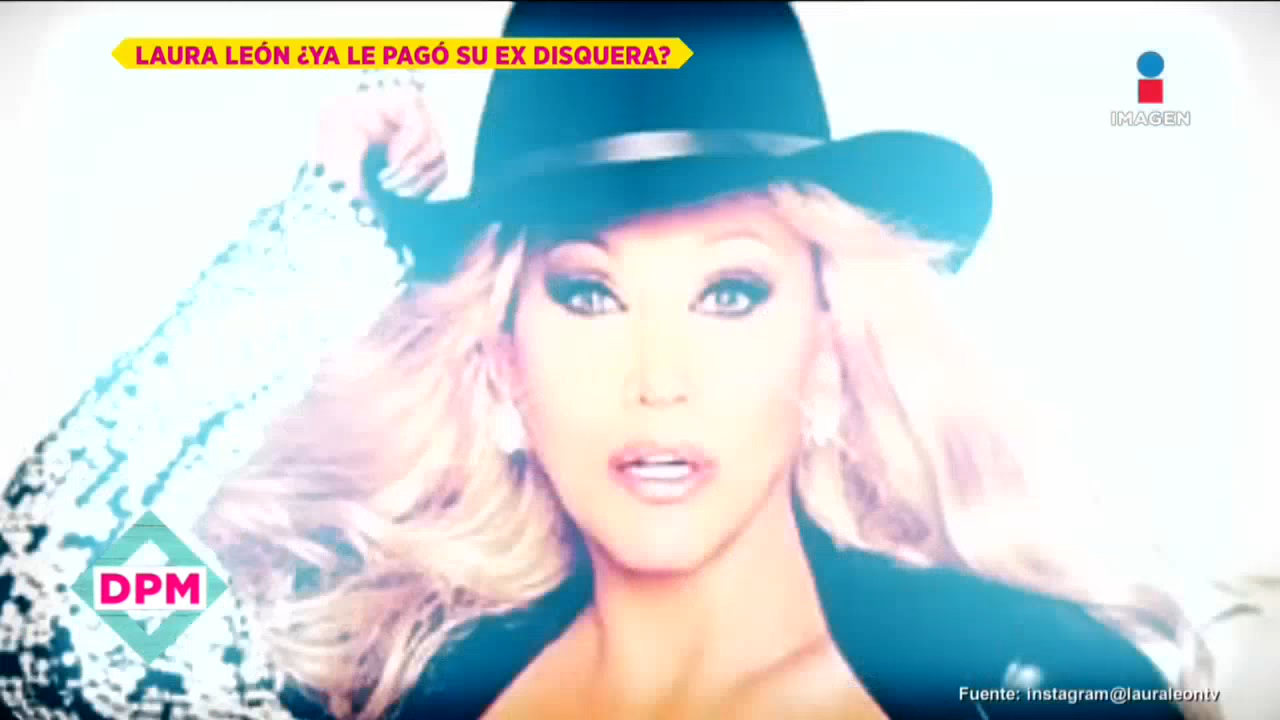 LAURA LEÓN ¿YA LE PAGÓ SU EX DISQUERA?
IMAGEN
DPM
Fuente: instagram@lauraleontv